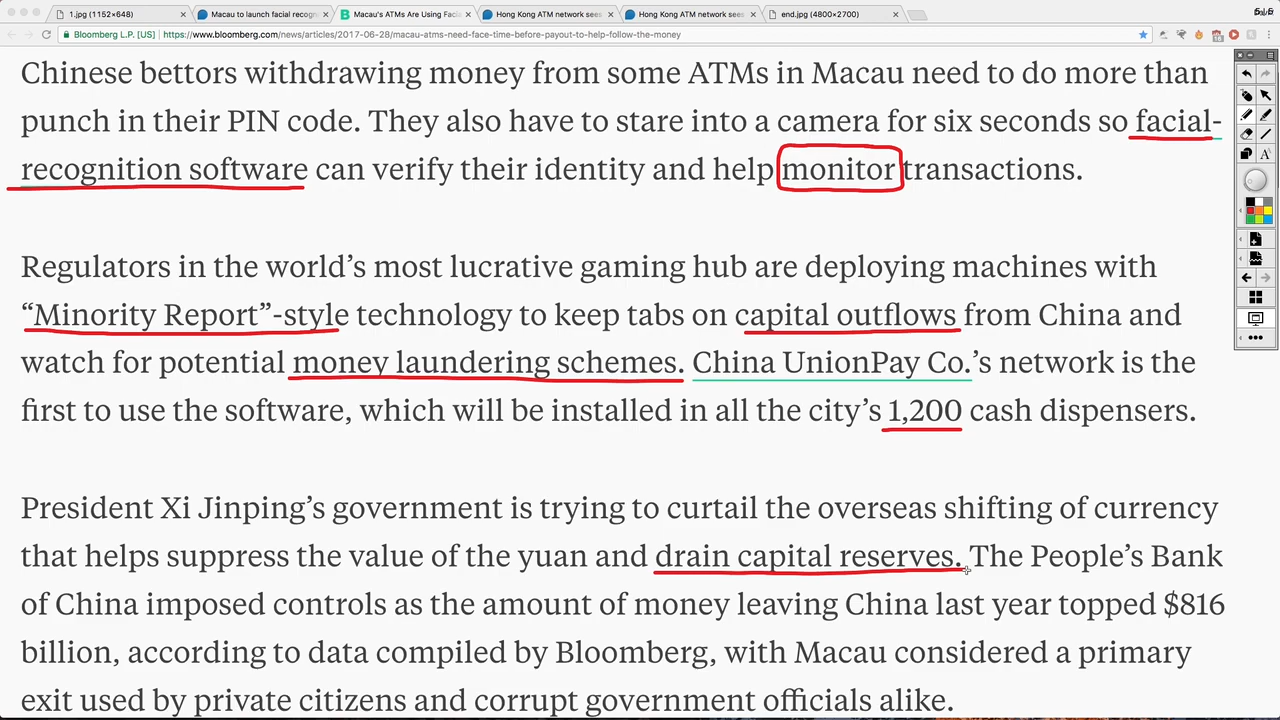 1.jpg (1152×648)
Macau to launch facial recogn
Macau's ATMs Are Using Facia
Hong Kong ATM network sees
Hong Kong ATM network sees
end.jpg (4800×2700)
Bloomberg L.P. [US]
https://www.bloomberg.com/news/articles/2017-06-28/macau-atms-need-face-time-before-payout-to-help-follow-the-money
Chinese bettors withdrawing money from some ATMs in Macau need to do more than
punch in their PIN code. They also have to stare into a camera for six seconds so facial-
recognition software can verify their identity and help monitor transactions.
Regulators in the world’s most lucrative gaming hub are deploying machines with
“Minority Report”-style technology to keep tabs on capital outflows from China and
watch for potential money laundering schemes. China UnionPay Co.’s network is the
first to use the software, which will be installed in all the city’s 1,200 cash dispensers.
President Xi Jinping’s government is trying to curtail the overseas shifting of currency
that helps suppress the value of the yuan and drain capital reserves. The People’s Bank
of China imposed controls as the amount of money leaving China last year topped $816
billion, according to data compiled by Bloomberg, with Macau considered a primary
exit used by private citizens and corrupt government officials alike.